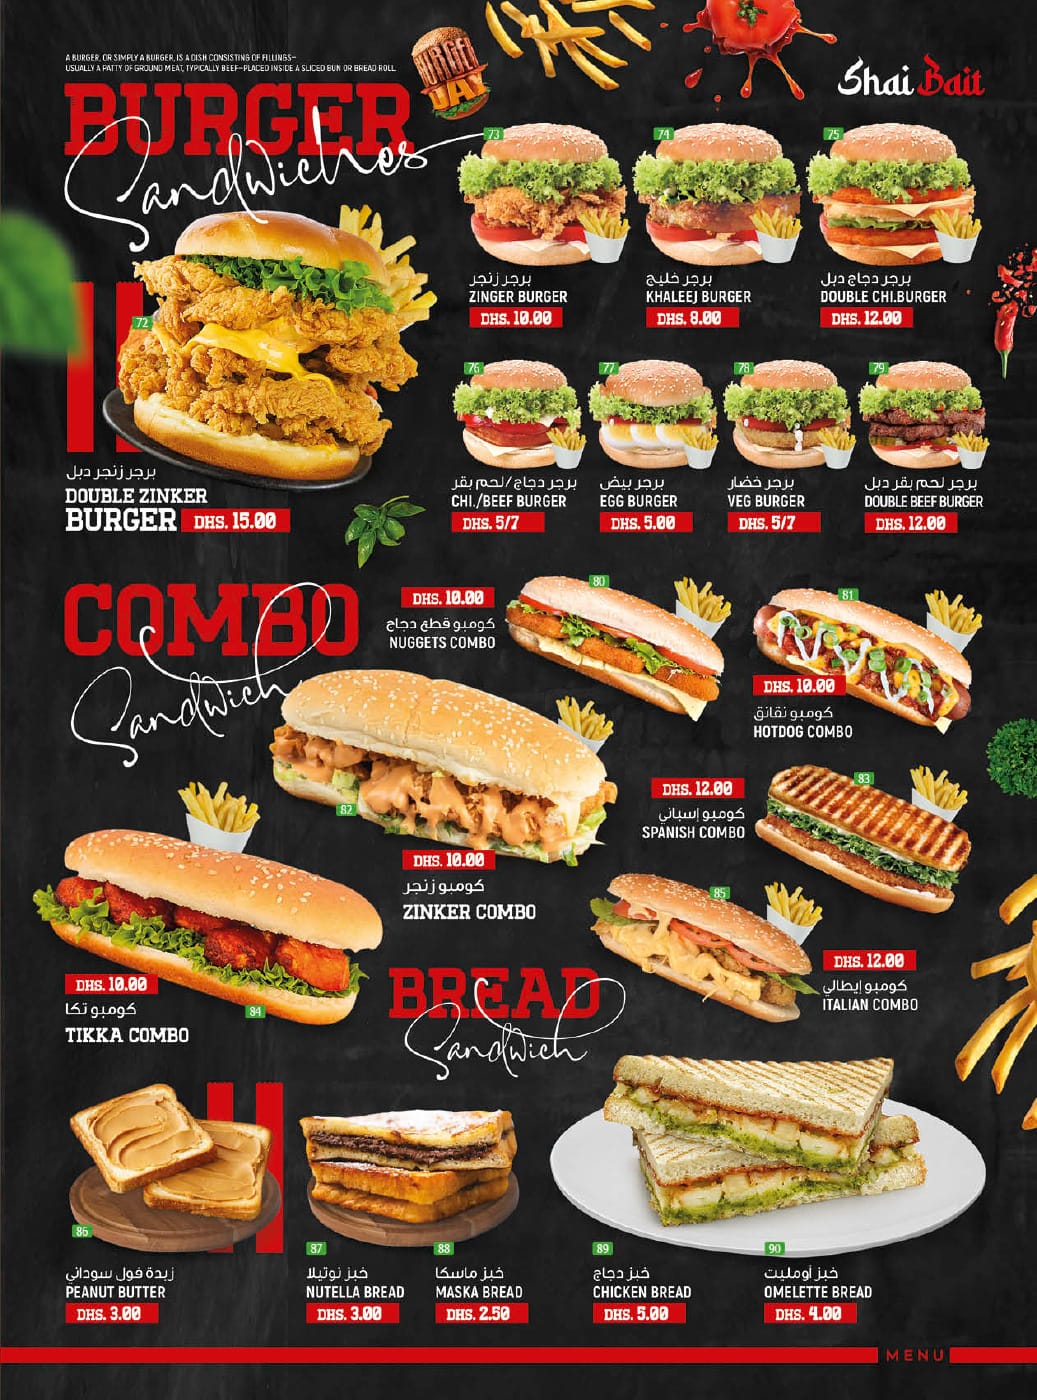 A BURGER, OR SIMPLY A BURGER, IS A DISH CONSISTING OF FILLINGS—
USUALLY A PATTY OF GROUND MEAT, TYPICALLY BEEF—PLACED INSIDE A SLICED BUN OR BREAD ROLL.
BURGER
Sandwiches
BURGER
DAY
Shai Bait
72
برجر زنجر دبل
DOUBLE ZINKER
BURGER DHS. 15.00
73
برجر زنجر
ZINGER BURGER
DHS. 10.00
74
برجر خليج
KHALEEJ BURGER
DHS. 8.00
75
برجر دجاج دبل
DOUBLE CHI.BURGER
DHS. 12.00
76
برجر دجاج/لحم بقر
CHI./BEEF BURGER
DHS. 5/7
77
برجر بيض
EGG BURGER
DHS. 5.00
78
برجر خضار
VEG BURGER
DHS. 5/7
79
برجر لحم بقر دبل
DOUBLE BEEF BURGER
DHS. 12.00
COMBO
Sandwich
80
DHS. 10.00
كومبو قطع دجاج
NUGGETS COMBO
81
DHS. 10.00
كومبو نقانق
HOTDOG COMBO
82
DHS. 10.00
كومبو زنجر
ZINKER COMBO
83
DHS. 12.00
كومبو إسباني
SPANISH COMBO
84
DHS. 10.00
كومبو تكا
TIKKA COMBO
85
DHS. 12.00
كومبو إيطالي
ITALIAN COMBO
BREAD
Sandwich
86
زبدة فول سوداني
PEANUT BUTTER
DHS. 3.00
87
خبز نوتيلا
NUTELLA BREAD
DHS. 3.00
88
خبز ماسكا
MASKA BREAD
DHS. 2.50
89
خبز دجاج
CHICKEN BREAD
DHS. 5.00
90
خبز أومليت
OMELETTE BREAD
DHS. 4.00
MENU